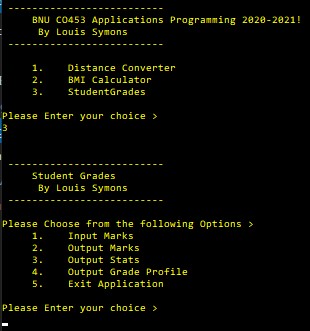 --------------------------
BNU CO453 Applications Programming 2020-2021!
By Louis Symons
--------------------------
1. Distance Converter
2. BMI Calculator
3. StudentGrades
Please Enter your choice >
3
--------------------------
Student Grades
By Louis Symons
--------------------------
Please Choose from the following Options >
1. Input Marks
2. Output Marks
3. Output Stats
4. Output Grade Profile
5. Exit Application
Please Enter your choice >